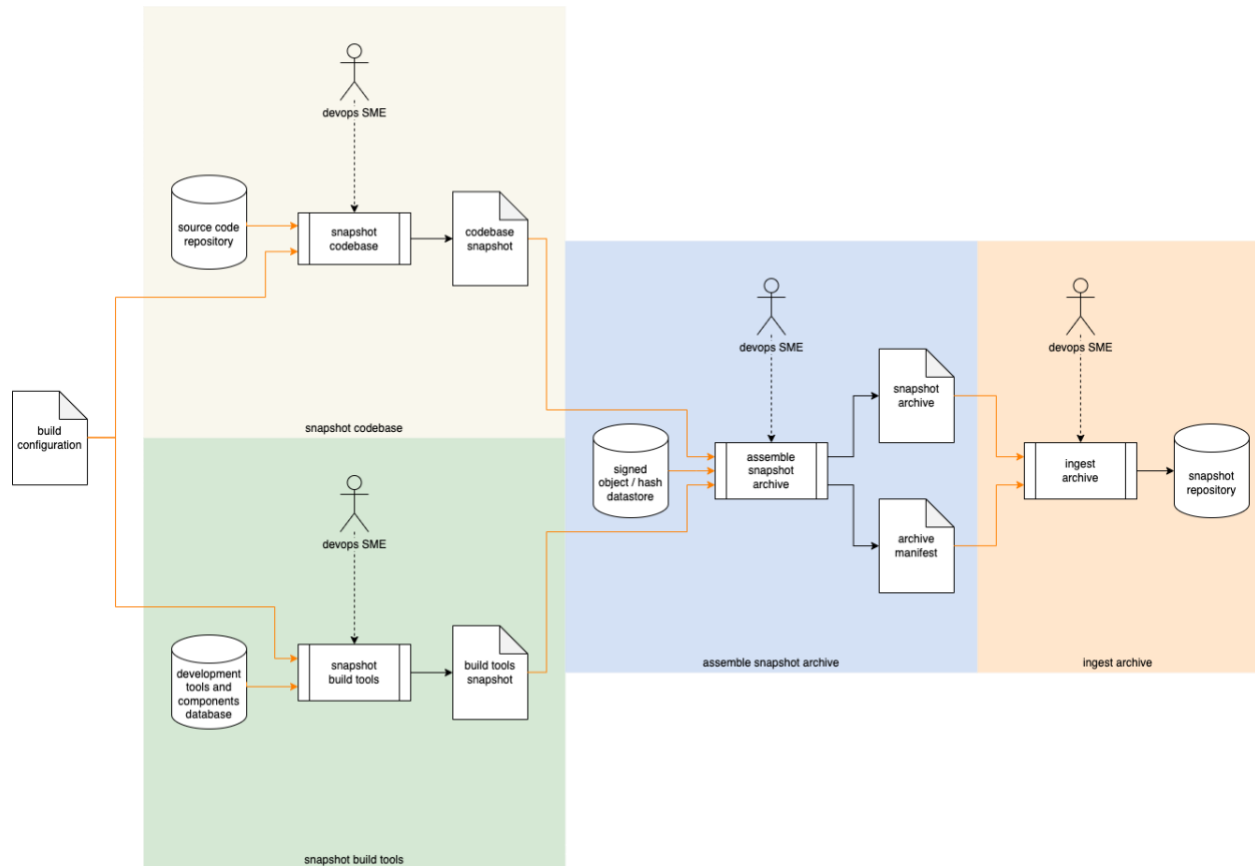 devops SME
source code
repository
snapshot
codebase
codebase
snapshot
snapshot codebase
build
configuration
devops SME
development
tools and
components
database
snapshot
build tools
build tools
snapshot
snapshot build tools
devops SME
signed
object / hash
datastore
assemble
snapshot
archive
snapshot
archive
archive
manifest
assemble snapshot archive
devops SME
ingest
archive
snapshot
repository
ingest archive